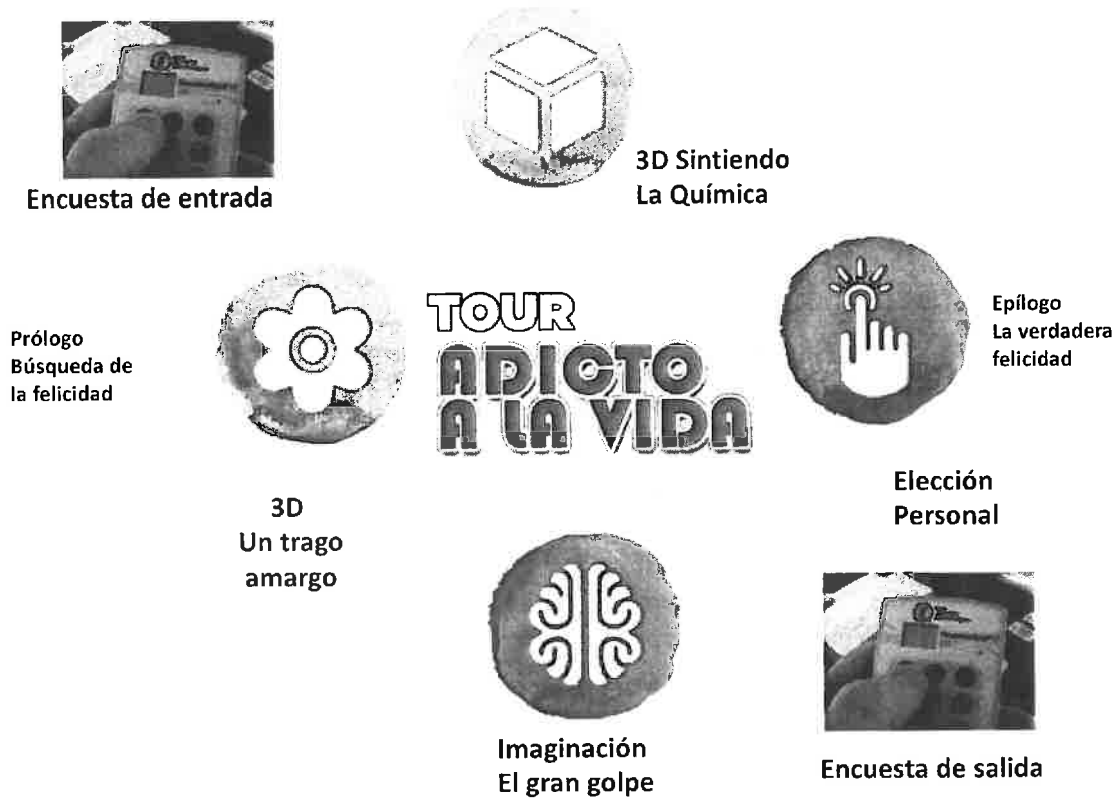 Encuesta de entrada
3D Sintiendo
La Química
Prólogo
Búsqueda de
la felicidad
TOUR
ADICTO
A LA VIDA
Epílogo
La verdadera
felicidad
3D
Un trago
amargo
Elección
Personal
Imaginación
El gran golpe
Encuesta de salida